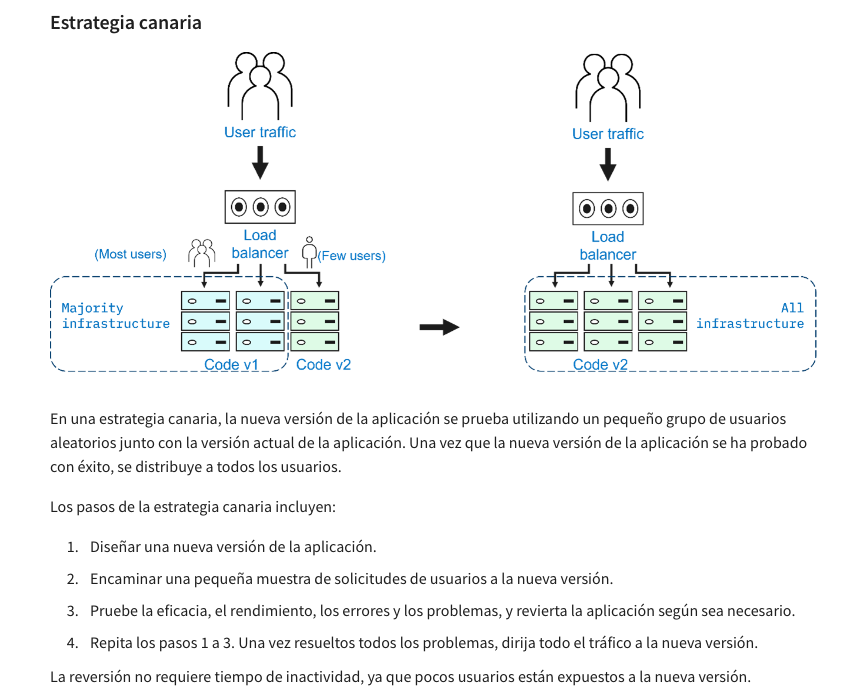 Estrategia canaria
User traffic
User traffic
Load
balancer
Load
balancer
(Most users)
(Few users)
Majority
infrastructure
All
infrastructure
Code v1
Code v2
Code v2
En una estrategia canaria, la nueva versión de la aplicación se prueba utilizando un pequeño grupo de usuarios
aleatorios junto con la versión actual de la aplicación. Una vez que la nueva versión de la aplicación se ha probado
con éxito, se distribuye a todos los usuarios.
Los pasos de la estrategia canaria incluyen:
1. Diseñar una nueva versión de la aplicación.
2. Encaminar una pequeña muestra de solicitudes de usuarios a la nueva versión.
3. Pruebe la eficacia, el rendimiento, los errores y los problemas, y revierta la aplicación según sea necesario.
4. Repita los pasos 1 a 3. Una vez resueltos todos los problemas, dirija todo el tráfico a la nueva versión.
La reversión no requiere tiempo de inactividad, ya que pocos usuarios están expuestos a la nueva versión.